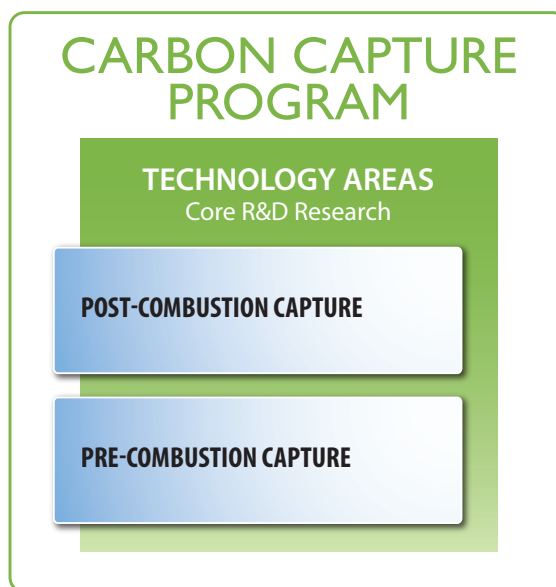 CARBON CAPTURE
PROGRAM
TECHNOLOGY AREAS
Core R&D Research
POST-COMBUSTION CAPTURE
PRE-COMBUSTION CAPTURE